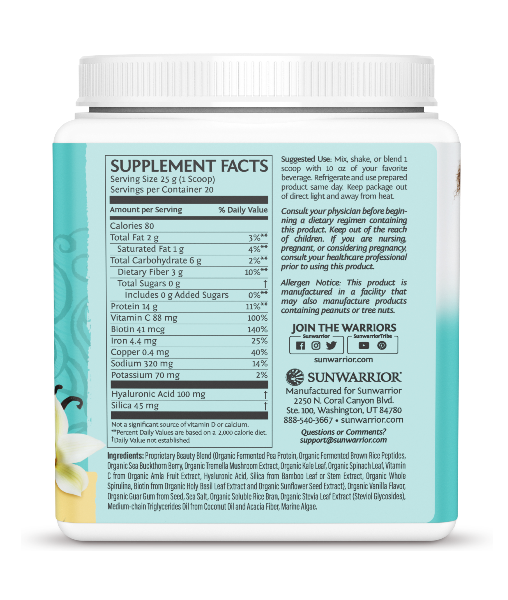 SUPPLEMENT FACTS
Serving Size 25 g (1 Scoop)
Servings per Container 20
Amount per Serving % Daily Value
Calories 80
Total Fat 2 g 3%**
Saturated Fat 1 g 4%**
Total Carbohydrate 6 g 2%**
Dietary Fiber 3 g 10%**
Total Sugars 0 g †
Includes 0 g Added Sugars 0%**
Protein 14 g 11%**
Vitamin C 88 mg 100%
Biotin 41 mcg 140%
Iron 4.4 mg 25%
Copper 0.4 mg 40%
Sodium 320 mg 14%
Potassium 70 mg 2%
Hyaluronic Acid 100 mg †
Silica 45 mg †
Not a significant source of vitamin D or calcium.
**Percent Daily Values are based on a 2,000 calorie diet.
†Daily Value not established
Suggested Use: Mix, shake, or blend 1
scoop with 10 oz of your favorite
beverage. Refrigerate and use prepared
product same day. Keep package out
of direct light and away from heat.
Consult your physician before begin-
ning a dietary regimen containing
this product. Keep out of the reach
of children. If you are nursing,
pregnant, or considering pregnancy,
consult your healthcare professional
prior to using this product.
Allergen Notice: This product is
manufactured in a facility that
may also manufacture products
containing peanuts or tree nuts.
JOIN THE WARRIORS
Sunwarrior SunwarriorTribe
sunwarrior.com
SUNWARRIOR®
Manufactured for Sunwarrior
2250 N. Coral Canyon Blvd.
Ste. 100, Washington, UT 84780
888-540-3667 • sunwarrior.com
Questions or Comments?
support@sunwarrior.com
Ingredients: Proprietary Beauty Blend (Organic Fermented Pea Protein, Organic Fermented Brown Rice Peptides,
Organic Sea Buckthorn Berry, Organic Tremella Mushroom Extract, Organic Kale Leaf, Organic Spinach Leaf, Vitamin
C from Organic Amla Fruit Extract, Hyaluronic Acid, Silica from Bamboo Leaf or Stem Extract, Organic Whole
Spirulina, Biotin from Organic Holy Basil Leaf Extract and Organic Sunflower Seed Extract), Organic Vanilla Flavor,
Organic Guar Gum from Seed, Sea Salt, Organic Soluble Rice Bran, Organic Stevia Leaf Extract (Steviol Glycosides),
Medium-chain Triglycerides Oil from Coconut Oil and Acacia Fiber, Marine Algae.